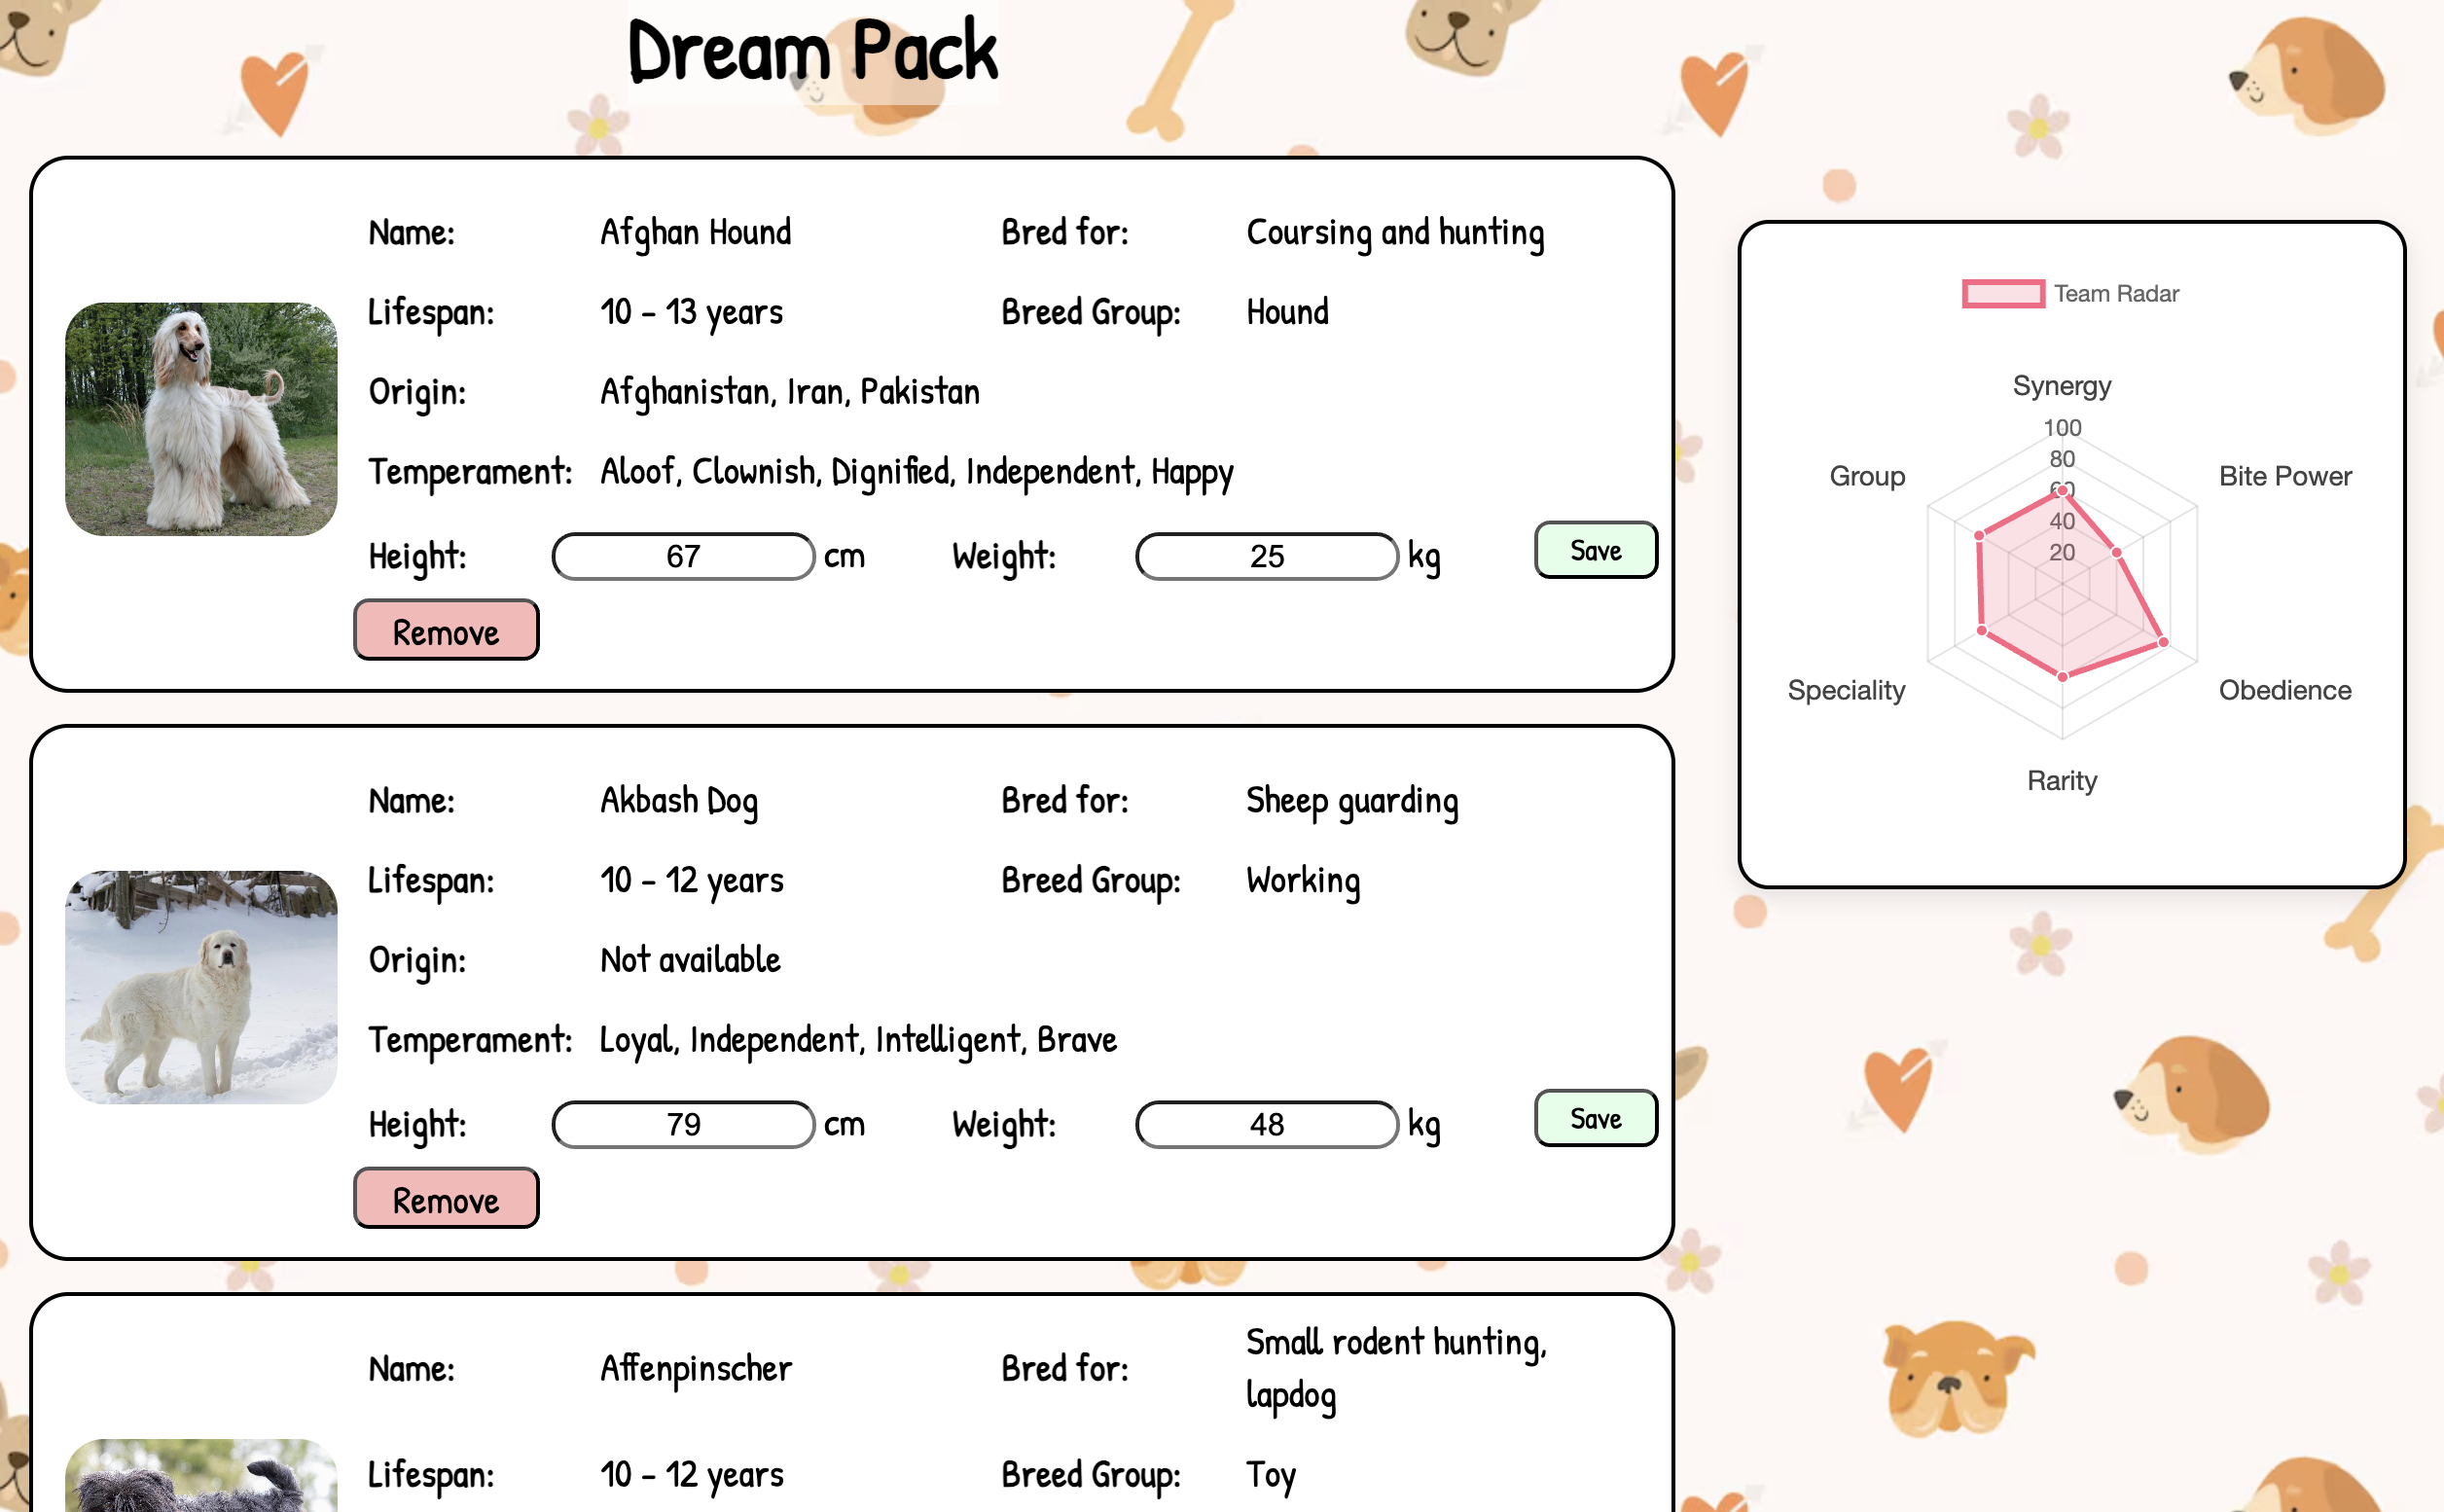 Dream Pack
Name: Afghan Hound Bred for: Coursing and hunting
Lifespan: 10 - 13 years Breed Group: Hound
Origin: Afghanistan, Iran, Pakistan
Temperament: Aloof, Clownish, Dignified, Independent, Happy
Height: 67 cm Weight: 25 kg Save
Remove
Name: Akbash Dog Bred for: Sheep guarding
Lifespan: 10 - 12 years Breed Group: Working
Origin: Not available
Temperament: Loyal, Independent, Intelligent, Brave
Height: 79 cm Weight: 48 kg Save
Remove
Name: Affenpinscher Bred for: Small rodent hunting,
lapdog
Lifespan: 10 - 12 years Breed Group: Toy
Team Radar
Synergy
100
80
60
40
20
Group
Bite Power
Speciality
Obedience
Rarity